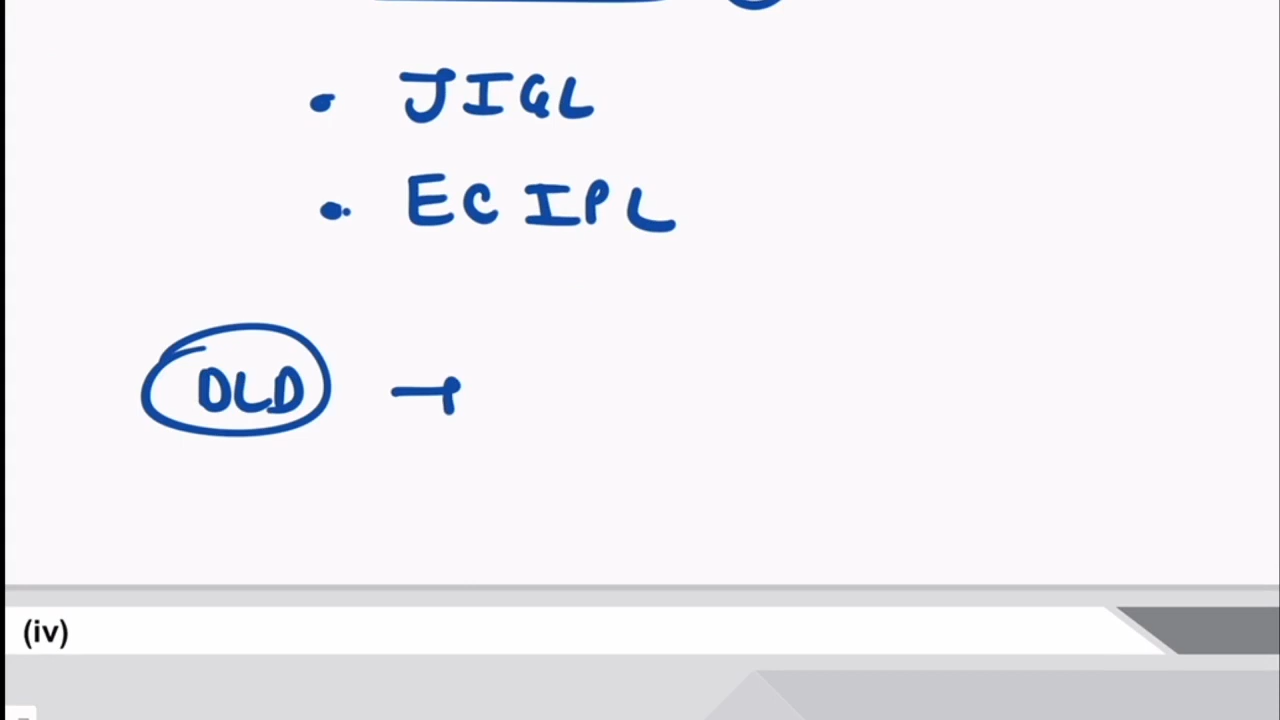 • JIGL
• ECIPL
OLD →
(iv)